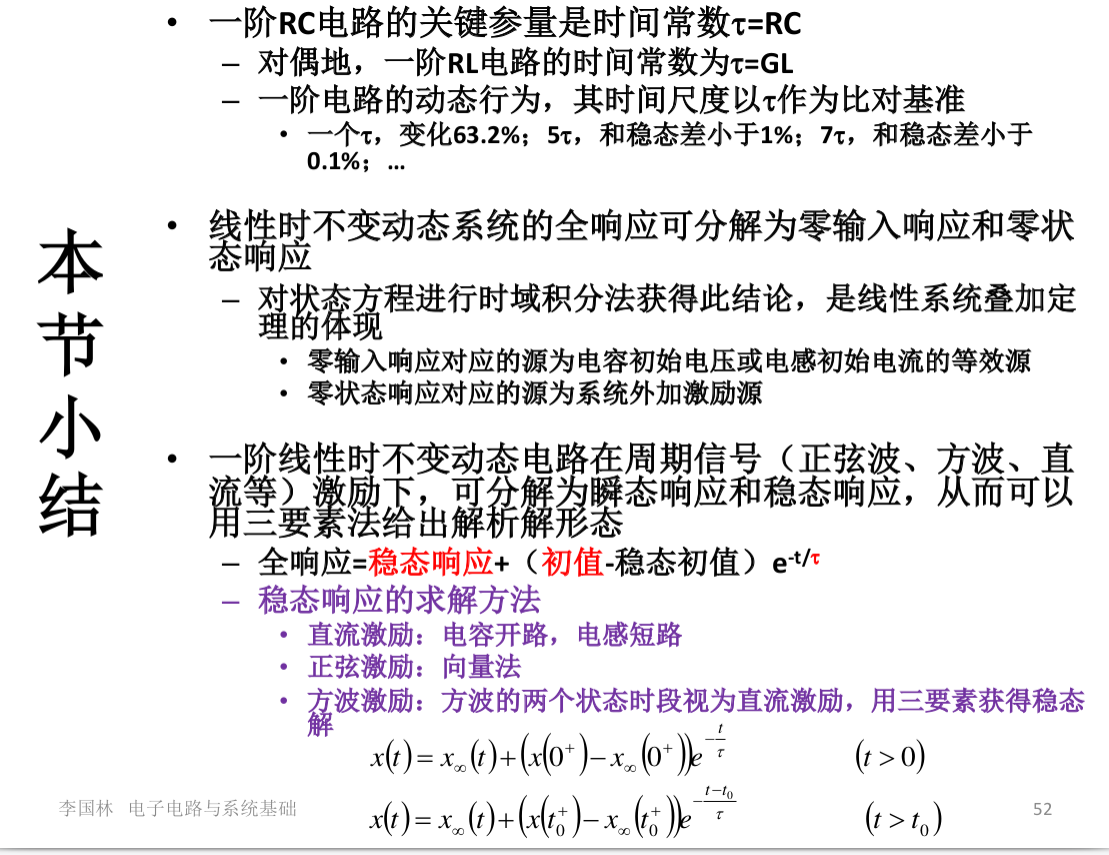 本节小结
• 一阶RC电路的关键参量是时间常数τ=RC
– 对偶地，一阶RL电路的时间常数为τ=GL
– 一阶电路的动态行为，其时间尺度以τ作为比对基准
• 一个τ，变化63.2%；5τ，和稳态差小于1%；7τ，和稳态差小于
0.1%；…
• 线性时不变动态系统的全响应可分解为零输入响应和零状
态响应
– 对状态方程进行时域积分法获得此结论，是线性系统叠加定
理的体现
• 零输入响应对应的源为电容初始电压或电感初始电流的等效源
• 零状态响应对应的源为系统外加激励源
• 一阶线性时不变动态电路在周期信号（正弦波、方波、直
流等）激励下，可分解为瞬态响应和稳态响应，从而可以
用三要素法给出解析解形态
– 全响应=稳态响应+（初值-稳态初值）e^{-t/τ}
– 稳态响应的求解方法
• 直流激励：电容开路，电感短路
• 正弦激励：向量法
• 方波激励：方波的两个状态时段视为直流激励，用三要素获得稳态
解
x(t) = x_∞(t) + (x(0^+) − x_∞(0^+))e^{−t/τ} (t > 0)
x(t) = x_∞(t) + (x(t_0^+) − x_∞(t_0^+))e^{−(t−t_0)/τ} (t > t_0)
李国林 电子电路与系统基础
52